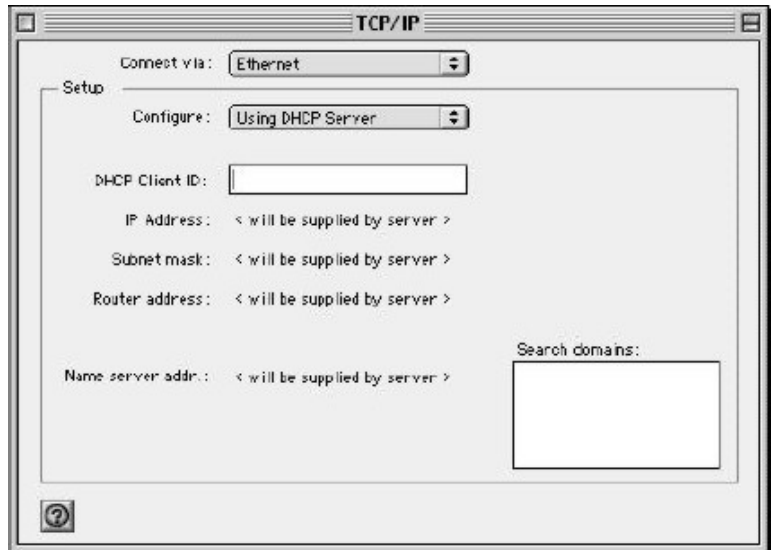 TCP/IP
Connect via: Ethernet
Setup
Configure: Using DHCP Server
DHCP Client ID:
IP Address: < will be supplied by server >
Subnet mask: < will be supplied by server >
Router address: < will be supplied by server >
Search domains:
Name server addr.: < will be supplied by server >
?